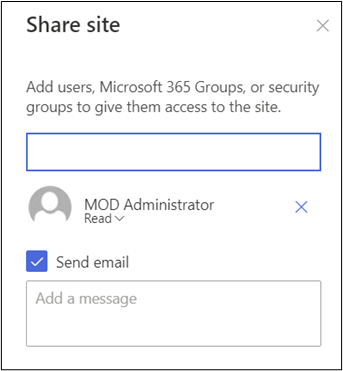 Share site
Add users, Microsoft 365 Groups, or security
groups to give them access to the site.
MOD Administrator
Read
Send email
Add a message